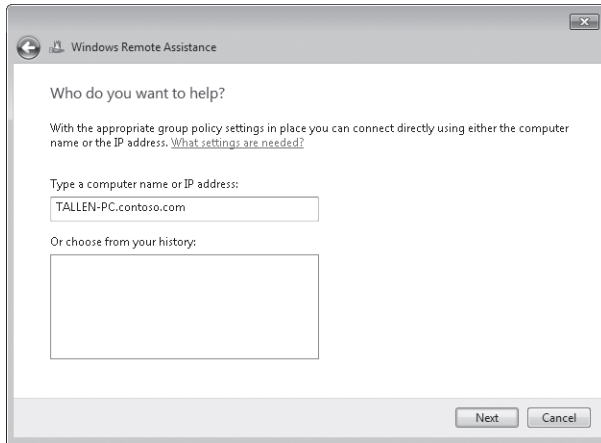 Windows Remote Assistance
Who do you want to help?
With the appropriate group policy settings in place you can connect directly using either the computer
name or the IP address. What settings are needed?
Type a computer name or IP address:
TALLEN-PC.contoso.com
Or choose from your history:
Next
Cancel